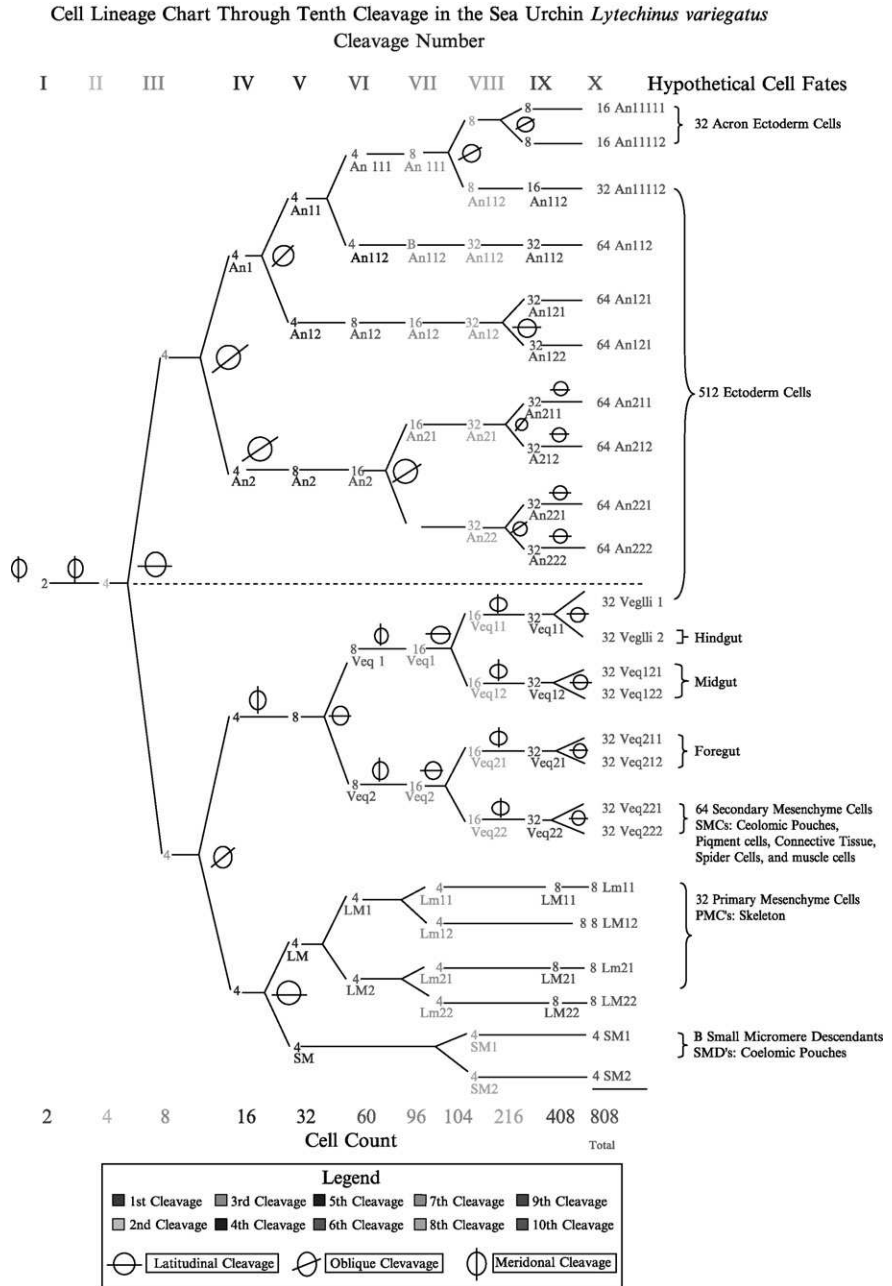 Cell Lineage Chart Through Tenth Cleavage in the Sea Urchin Lytechinus variegatus
Cleavage Number
I II III IV V VI VII VIII IX X Hypothetical Cell Fates
8 8 16 An11111
32 Acron Ectoderm Cells
8 16 An11112
4 An 111 8 An 111
8 An112 16 An112 32 An11112
4 An11
4 An112 B An112 32 An112 32 An112 64 An112
4 An1
32 An121 64 An121
4 An12 8 An12 16 An12 32 An12
32 An122 64 An121
4
512 Ectoderm Cells
32 An211 64 An211
16 An21 32 An21
32 A212 64 An212
4 An2 8 An2 16 An2
32 An221 64 An221
32 An22
32 An222 64 An222
2 4
32 Veglli 1
16 Veq11 32 Veq11
32 Veglli 2 Hindgut
8 Veq 1 16 Veq1
32 Veq121
16 Veq12 32 Veq12 Midgut
32 Veq122
4 8
32 Veq211
16 Veq21 32 Veq21 Foregut
32 Veq212
8 Veq2 16 Veq2
32 Veq221
16 Veq22 32 Veq22
32 Veq222
64 Secondary Mesenchyme Cells
SMCs: Ceolomic Pouches,
Piqment cells, Connective Tissue,
Spider Cells, and muscle cells
4
4 LM1
4 Lm11 8 LM11 8 Lm11
4 Lm12 8 8 LM12
32 Primary Mesenchyme Cells
PMC's: Skeleton
4 LM
4 LM2
4 Lm21 8 LM21 8 Lm21
4 Lm22 8 LM22 8 LM22
4
4 SM
4 SM1 4 SM1
4 SM2 4 SM2
B Small Micromere Descendants
SMD's: Coelomic Pouches
2 4 8 16 32 60 96 104 216 408 808
Cell Count Total
Legend
1st Cleavage 3rd Cleavage 5th Cleavage 7th Cleavage 9th Cleavage
2nd Cleavage 4th Cleavage 6th Cleavage 8th Cleavage 10th Cleavage
Latitudinal Cleavage Oblique Clevavage Meridonal Cleavage